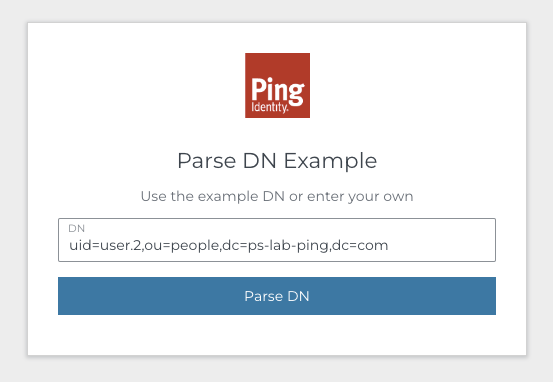 Ping
Identity.
Parse DN Example
Use the example DN or enter your own
DN
uid=user.2,ou=people,dc=ps-lab-ping,dc=com
Parse DN